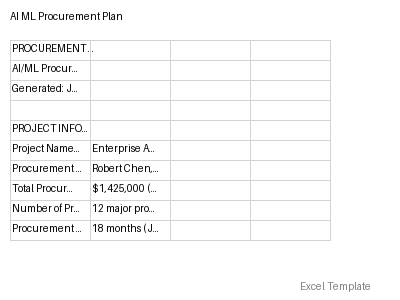 AI ML Procurement Plan
PROCUREMENT...
AI/ML Procur...
Generated: J...
PROJECT INFO...
Project Name... Enterprise A...
Procurement... Robert Chen,...
Total Procur... $1,425,000 (...
Number of Pr... 12 major pro...
Procurement... 18 months (J...
Excel Template